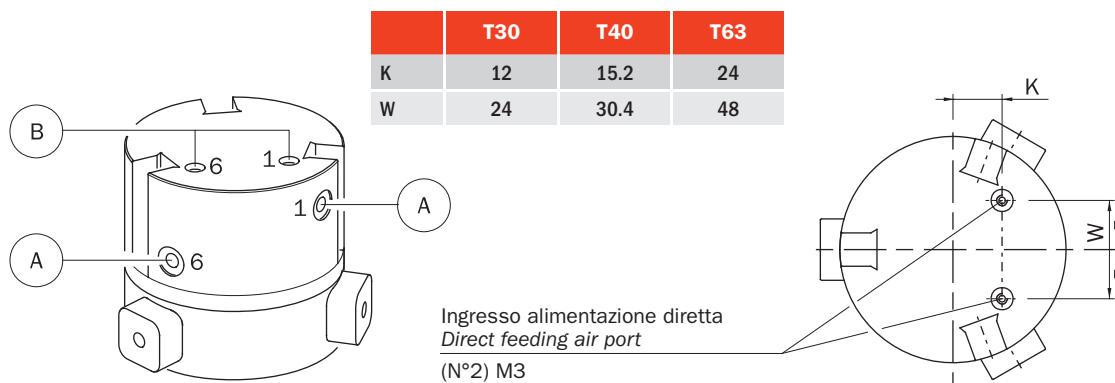 T30 T40 T63
K 12 15.2 24
W 24 30.4 48
K
B
6
1
1
A
A
6
W
Ingresso alimentazione diretta
Direct feeding air port
(N°2) M3